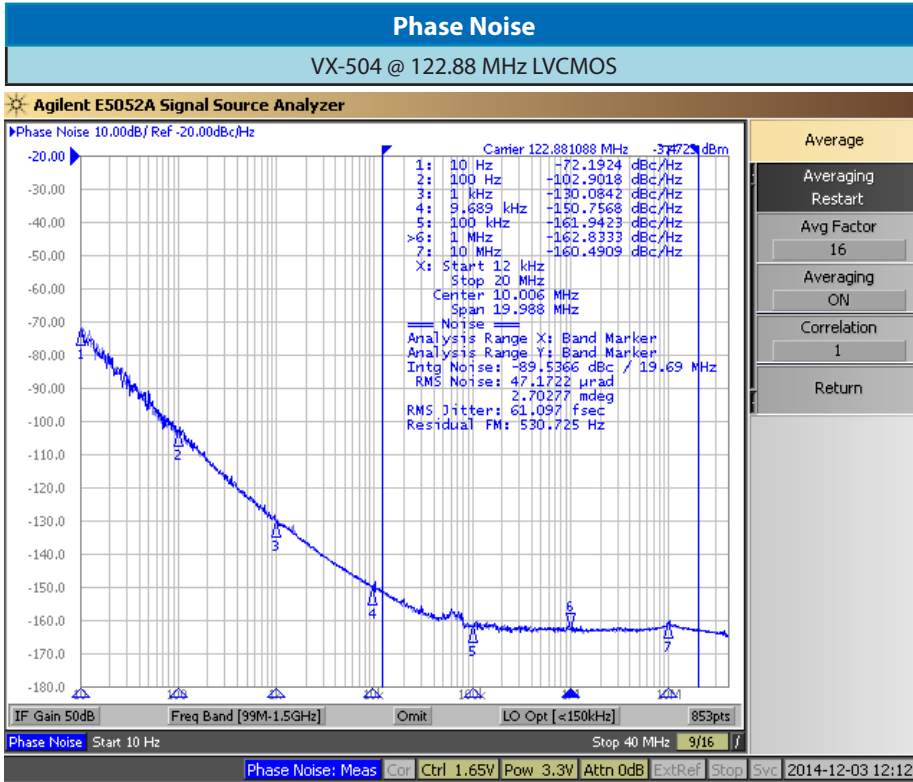 Phase Noise
VX-504 @ 122.88 MHz LVCMOS
Agilent E5052A Signal Source Analyzer
Phase Noise 10.00dB/ Ref -20.00dBc/Hz
Carrier 122.881088 MHz dBm
1: 10 Hz -72.1924 dBc/Hz
2: 100 Hz -102.9018 dBc/Hz
3: 1 kHz -130.0842 dBc/Hz
4: 9.689 kHz -150.7568 dBc/Hz
5: 100 kHz -161.9423 dBc/Hz
>6: 1 MHz -162.8333 dBc/Hz
7: 10 MHz -160.4909 dBc/Hz
X: Start 12 kHz
Stop 20 MHz
Center 10.006 MHz
Span 19.988 MHz
=== Noise ===
Analysis Range X: Band Marker
Analysis Range Y: Band Marker
Intg Noise: -89.5366 dBc / 19.69 MHz
RMS Noise: 47.1722 µrad
2.70277 mdeg
RMS Jitter: 61.097 fsec
Residual FM: 530.725 Hz
-20.00
-30.00
-40.00
-50.00
-60.00
-70.00
-80.00
-90.00
-100.0
-110.0
-120.0
-130.0
-140.0
-150.0
-160.0
-170.0
-180.0
1
2
3
4
5
6
7
Average
Averaging
Restart
Avg Factor
16
Averaging
ON
Correlation
1
Return
IF Gain 50dB Freq Band [99M-1.5GHz] Omit LO Opt [<150kHz] 853pts
Phase Noise Start 10 Hz Stop 40 MHz 9/16
Phase Noise: Meas Cor Ctrl 1.65V Pow 3.3V Attn 0dB ExtRef Stop Svc 2014-12-03 12:12